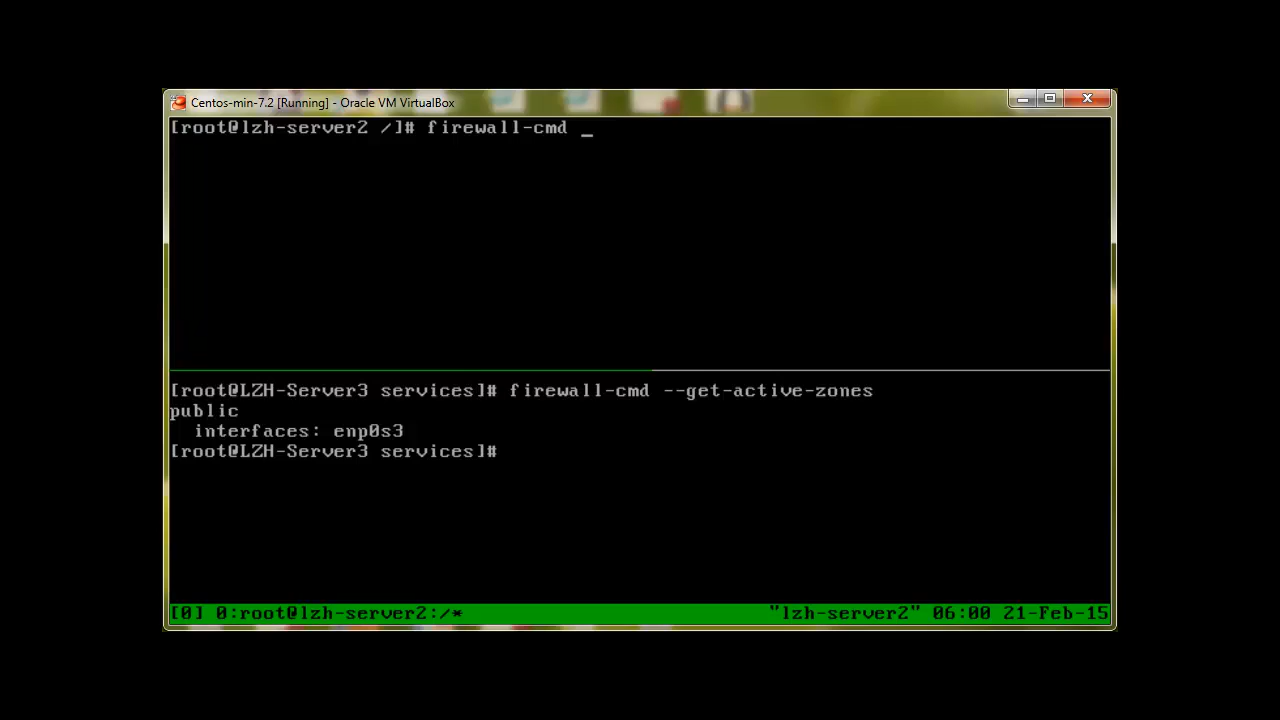 Centos-min-7.2 [Running] - Oracle VM VirtualBox
[root@lzh-server2 /]# firewall-cmd _
[root@LZH-Server3 services]# firewall-cmd --get-active-zones
public
  interfaces: enp0s3
[root@LZH-Server3 services]#
[0] 0:root@lzh-server2:/* "lzh-server2" 06:00 21-Feb-15